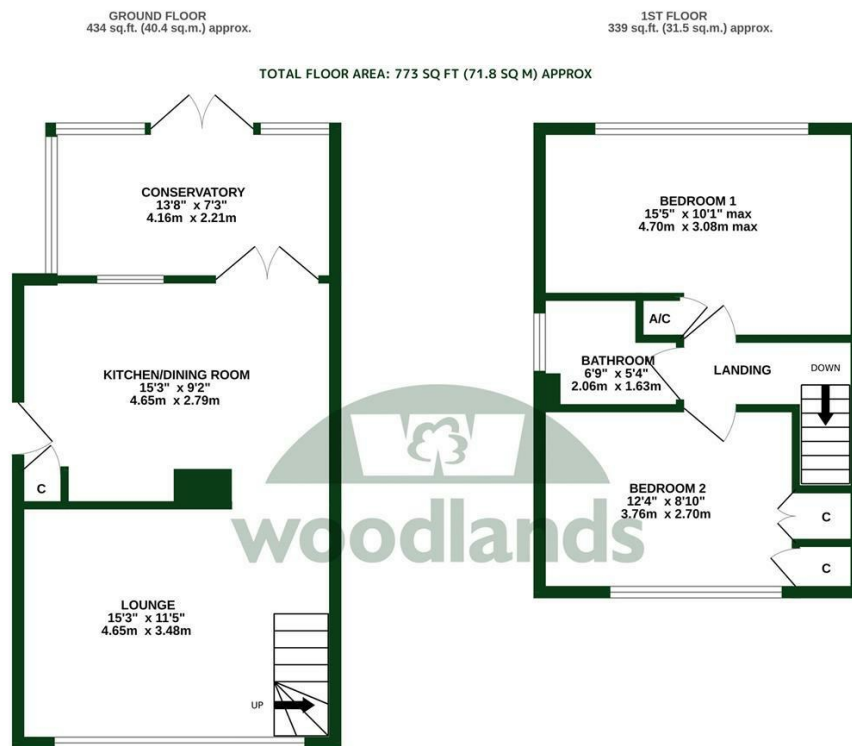 GROUND FLOOR
434 sq.ft. (40.4 sq.m.) approx.
1ST FLOOR
339 sq.ft. (31.5 sq.m.) approx.
TOTAL FLOOR AREA: 773 SQ FT (71.8 SQ M) APPROX
CONSERVATORY
13'8" x 7'3"
4.16m x 2.21m
KITCHEN/DINING ROOM
15'3" x 9'2"
4.65m x 2.79m
C
LOUNGE
15'3" x 11'5"
4.65m x 3.48m
UP
BEDROOM 1
15'5" x 10'1" max
4.70m x 3.08m max
A/C
BATHROOM
6'9" x 5'4"
2.06m x 1.63m
LANDING
DOWN
BEDROOM 2
12'4" x 8'10"
3.76m x 2.70m
C
C
woodlands